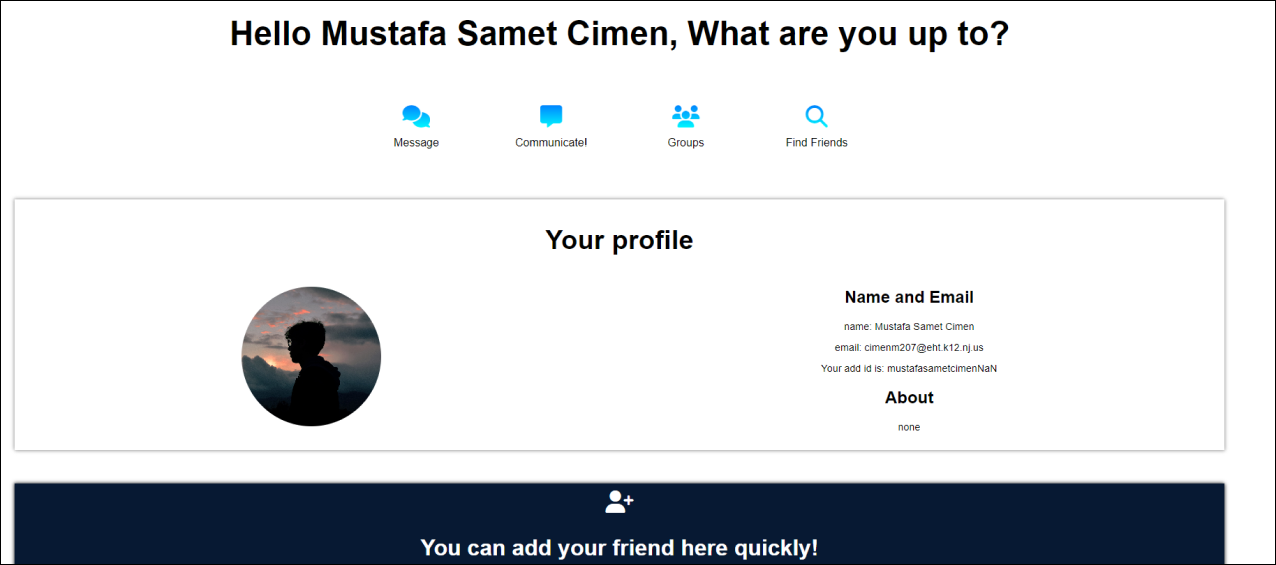 Hello Mustafa Samet Cimen, What are you up to?
Message
Communicate!
Groups
Find Friends
Your profile
Name and Email
name: Mustafa Samet Cimen
email: cimenm207@eht.k12.nj.us
Your add id is: mustafasametcimenNaN
About
none
You can add your friend here quickly!